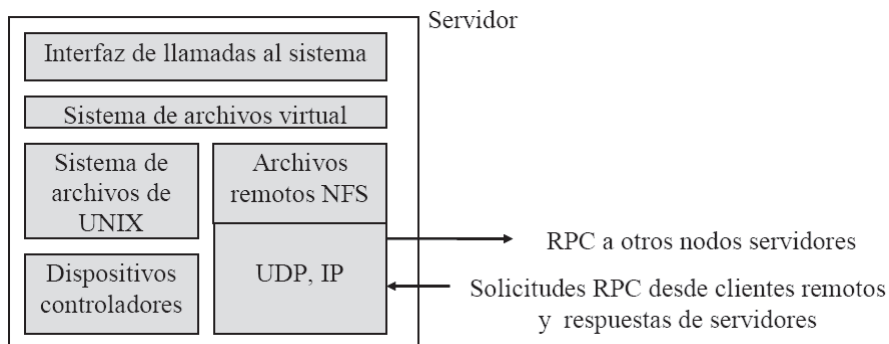 Servidor
Interfaz de llamadas al sistema
Sistema de archivos virtual
Sistema de
archivos de
UNIX
Archivos
remotos NFS
Dispositivos
controladores
UDP, IP
RPC a otros nodos servidores
Solicitudes RPC desde clientes remotos
y respuestas de servidores